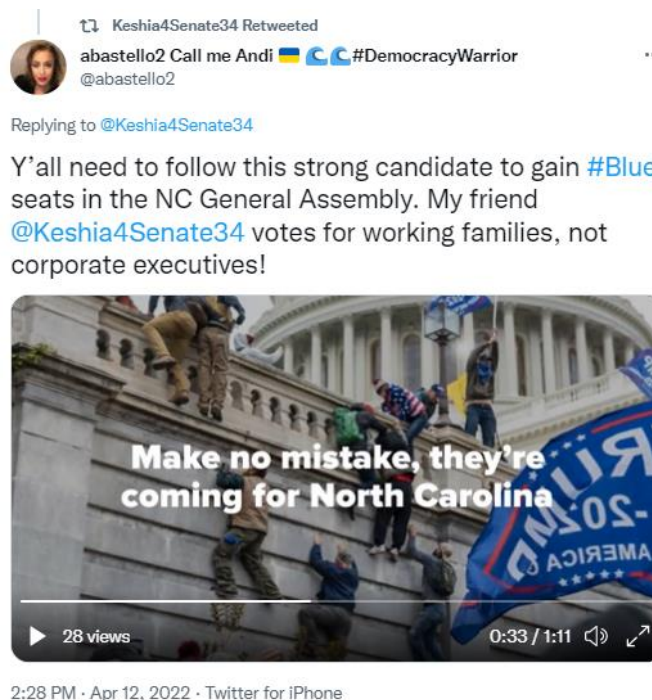 Keshia4Senate34 Retweeted
abastello2 Call me Andi 🇺🇦 🌊🌊#DemocracyWarrior
@abastello2
Replying to @Keshia4Senate34
Y'all need to follow this strong candidate to gain #Blue
seats in the NC General Assembly. My friend
@Keshia4Senate34 votes for working families, not
corporate executives!
Make no mistake, they're
coming for North Carolina
TRUMP
-2020-
AMERICA
28 views
0:33 / 1:11
2:28 PM · Apr 12, 2022 · Twitter for iPhone